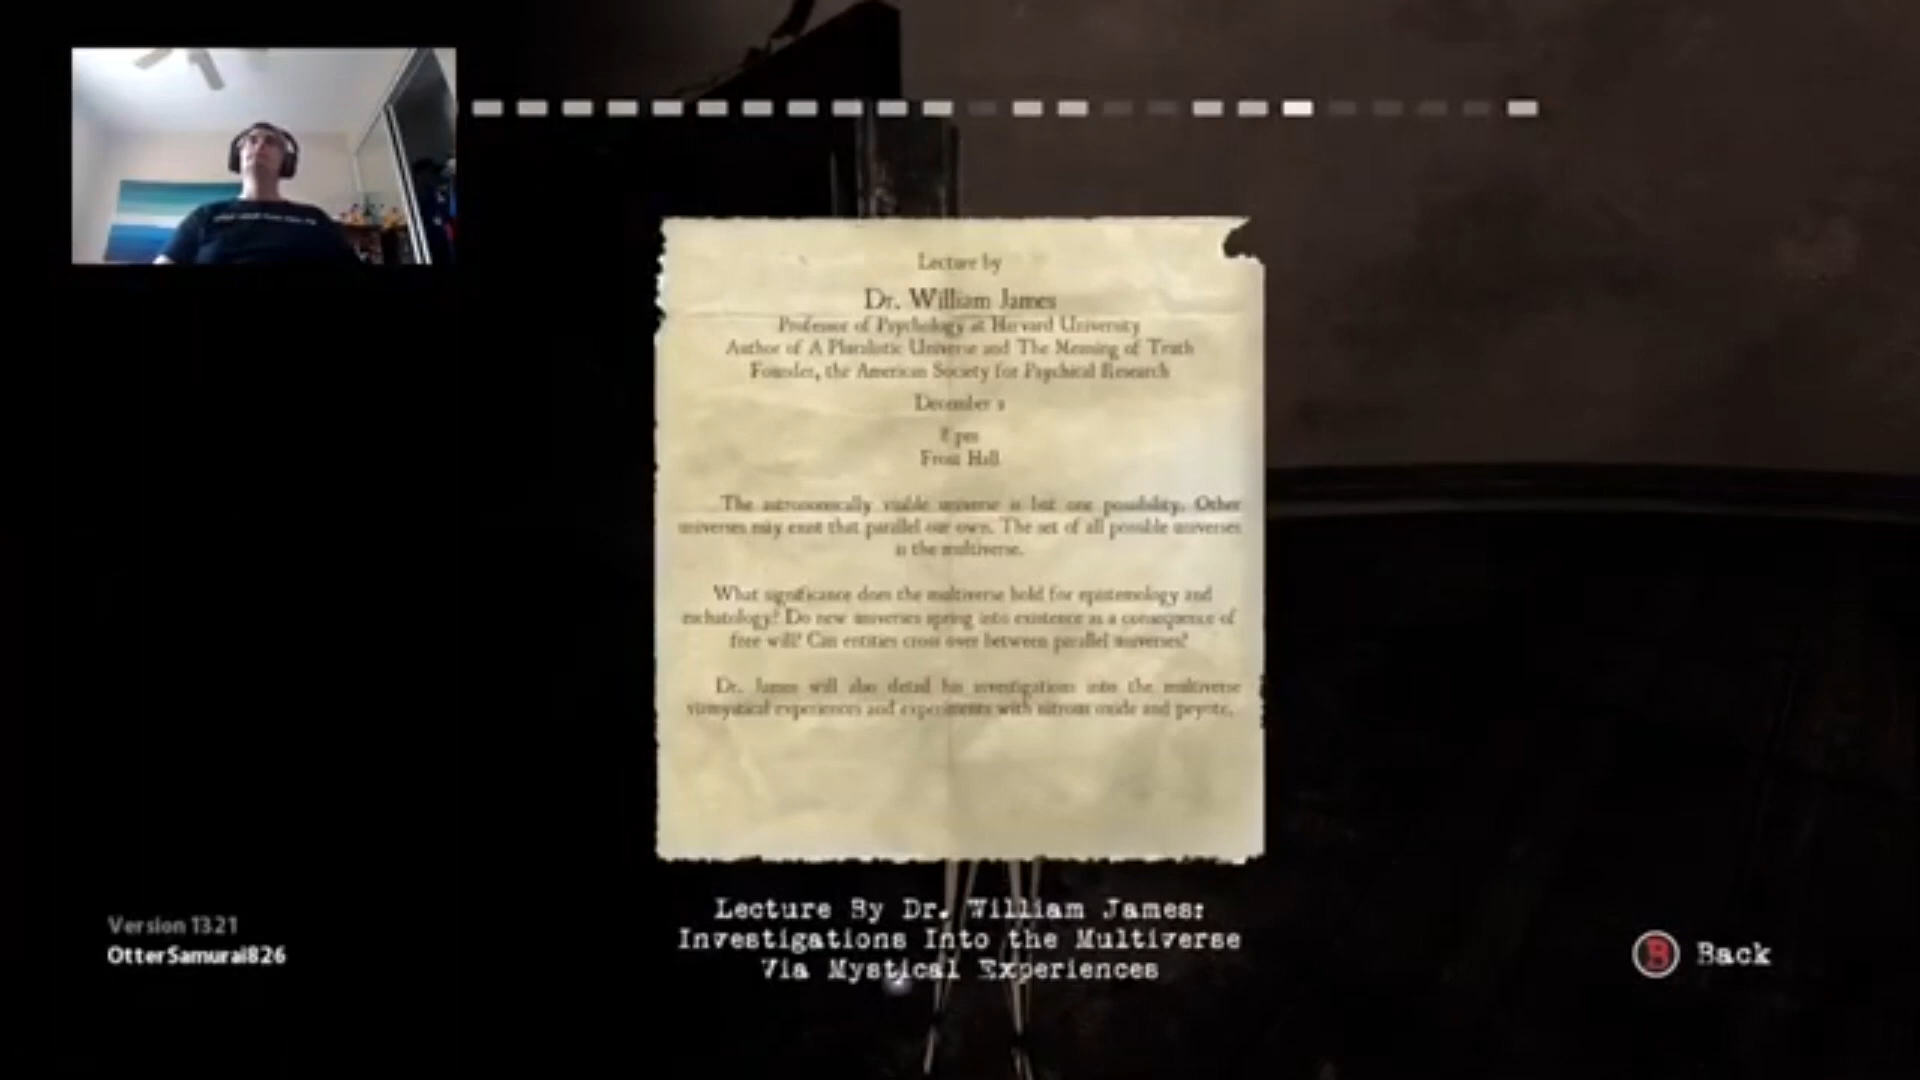 Lecture by
Dr. William James
Professor of Psychology at Harvard University
Author of A Pluralistic Universe and The Meaning of Truth
Founder, the American Society for Psychical Research
December 2
8 pm
Frost Hall
The astronomically visible universe is but one possibility. Other
universes may exist that parallel our own. The set of all possible universes
is the multiverse.
What significance does the multiverse hold for epistemology and
eschatology? Do new universes spring into existence as a consequence of
free will? Can entities cross over between parallel universes?
Dr. James will also detail his investigations into the multiverse
via mystical experiences and experiments with nitrous oxide and peyote.
Lecture By Dr. William James:
Investigations Into the Multiverse
Via Mystical Experiences
Version 13.21
OtterSamurai826
B Back